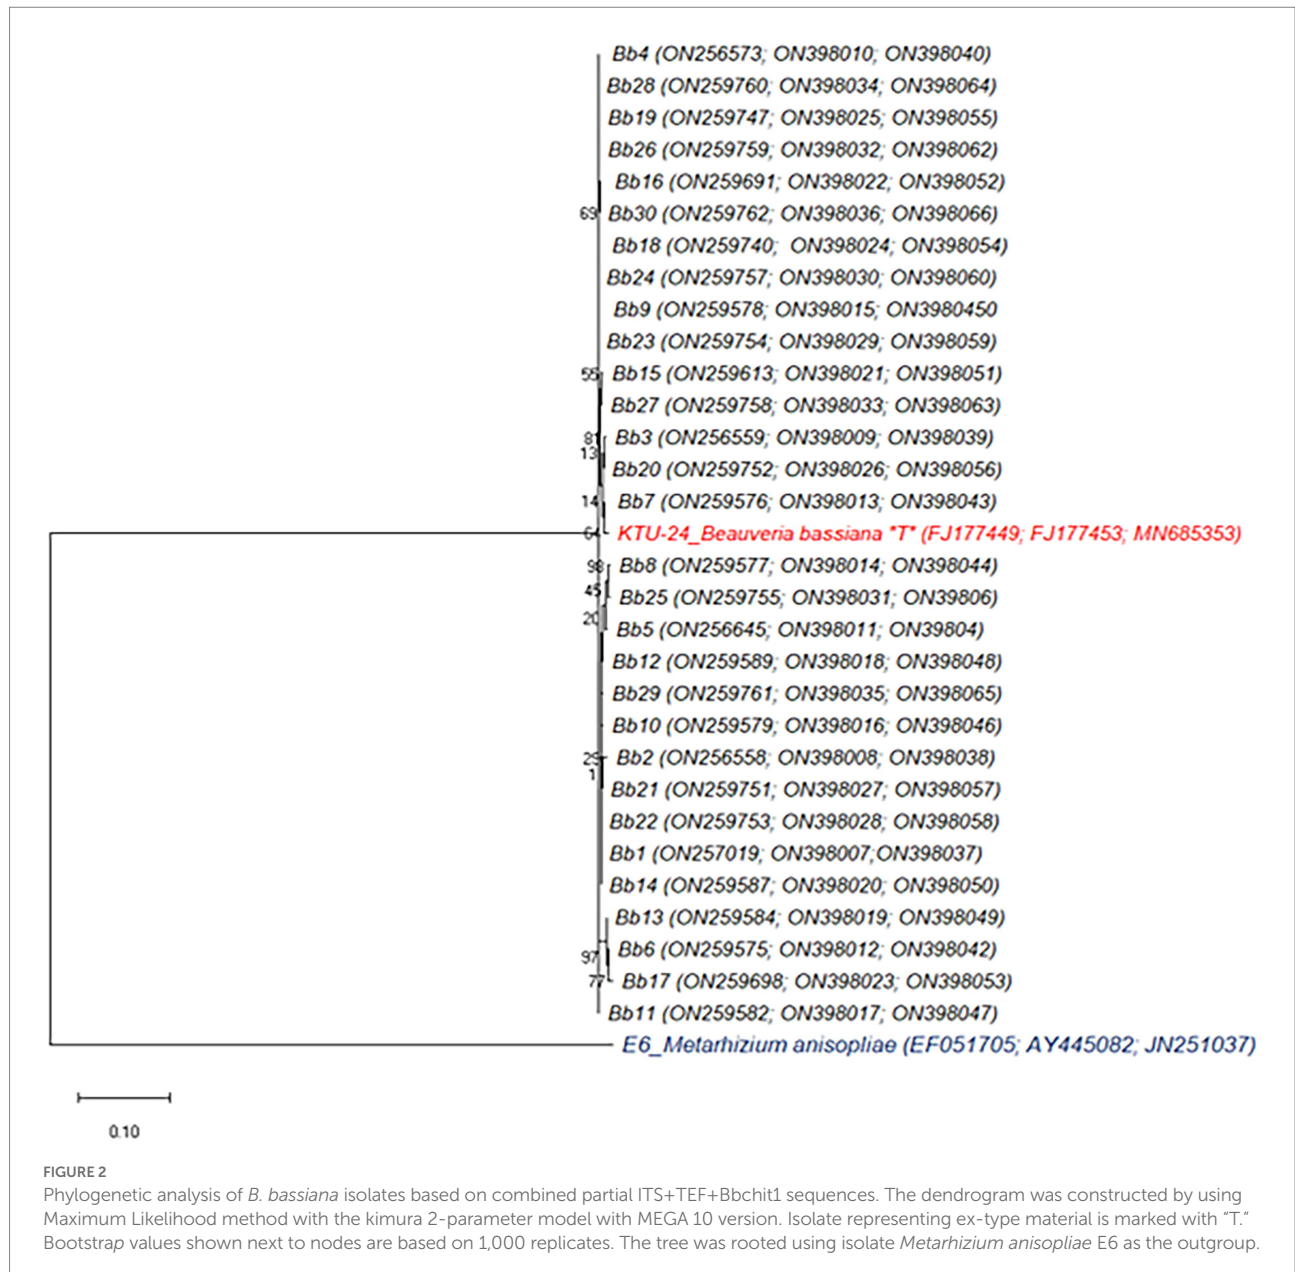 Bb4 (ON256573; ON398010; ON398040)
Bb28 (ON259760; ON398034; ON398064)
Bb19 (ON259747; ON398025; ON398055)
Bb26 (ON259759; ON398032; ON398062)
Bb16 (ON259691; ON398022; ON398052)
69 Bb30 (ON259762; ON398036; ON398066)
Bb18 (ON259740; ON398024; ON398054)
Bb24 (ON259757; ON398030; ON398060)
Bb9 (ON259578; ON398015; ON3980450
Bb23 (ON259754; ON398029; ON398059)
55 Bb15 (ON259613; ON398021; ON398051)
Bb27 (ON259758; ON398033; ON398063)
81 Bb3 (ON256559; ON398009; ON398039)
13
Bb20 (ON259752; ON398026; ON398056)
14 Bb7 (ON259576; ON398013; ON398043)
64 KTU-24_Beauveria bassiana "T" (FJ177449; FJ177453; MN685353)
98 Bb8 (ON259577; ON398014; ON398044)
45 Bb25 (ON259755; ON398031; ON39806)
20 Bb5 (ON256645; ON398011; ON39804)
Bb12 (ON259589; ON398018; ON398048)
Bb29 (ON259761; ON398035; ON398065)
Bb10 (ON259579; ON398016; ON398046)
29 Bb2 (ON256558; ON398008; ON398038)
1
Bb21 (ON259751; ON398027; ON398057)
Bb22 (ON259753; ON398028; ON398058)
Bb1 (ON257019; ON398007;ON398037)
Bb14 (ON259587; ON398020; ON398050)
Bb13 (ON259584; ON398019; ON398049)
97 Bb6 (ON259575; ON398012; ON398042)
77 Bb17 (ON259698; ON398023; ON398053)
Bb11 (ON259582; ON398017; ON398047)
E6_Metarhizium anisopliae (EF051705; AY445082; JN251037)
0.10
FIGURE 2
Phylogenetic analysis of B. bassiana isolates based on combined partial ITS+TEF+Bbchit1 sequences. The dendrogram was constructed by using
Maximum Likelihood method with the kimura 2-parameter model with MEGA 10 version. Isolate representing ex-type material is marked with “T.”
Bootstrap values shown next to nodes are based on 1,000 replicates. The tree was rooted using isolate Metarhizium anisopliae E6 as the outgroup.